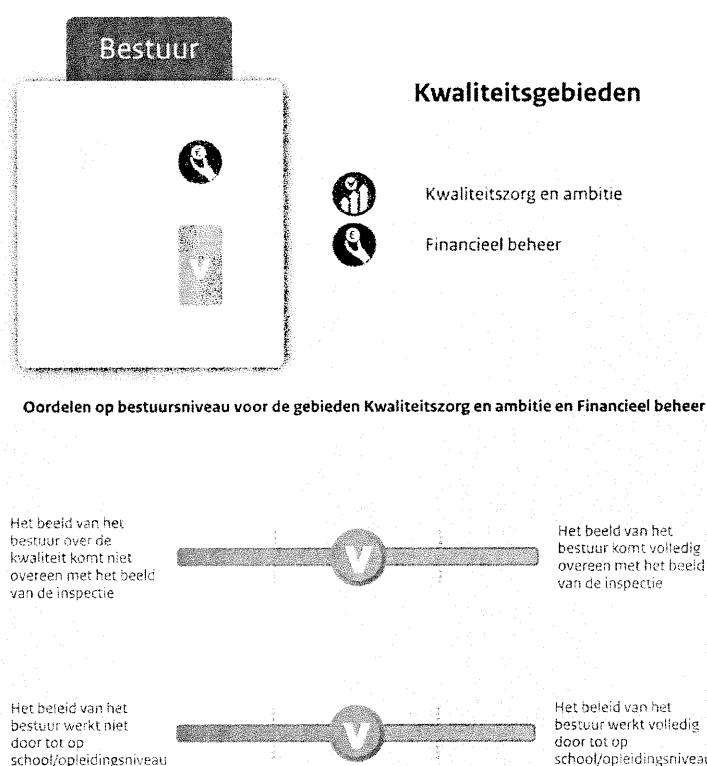 Bestuur
Kwaliteitsgebieden
V
Kwaliteitszorg en ambitie
Financieel beheer
Oordelen op bestuursniveau voor de gebieden Kwaliteitszorg en ambitie en Financieel beheer
Het beeld van het
bestuur over de
kwaliteit komt niet
overeen met het beeld
van de inspectie
V
Het beeld van het
bestuur komt volledig
overeen met het beeld
van de inspectie
Het beleid van het
bestuur werkt niet
door tot op
school/opleidingsniveau
V
Het beleid van het
bestuur werkt volledig
door tot op
school/opleidingsniveau